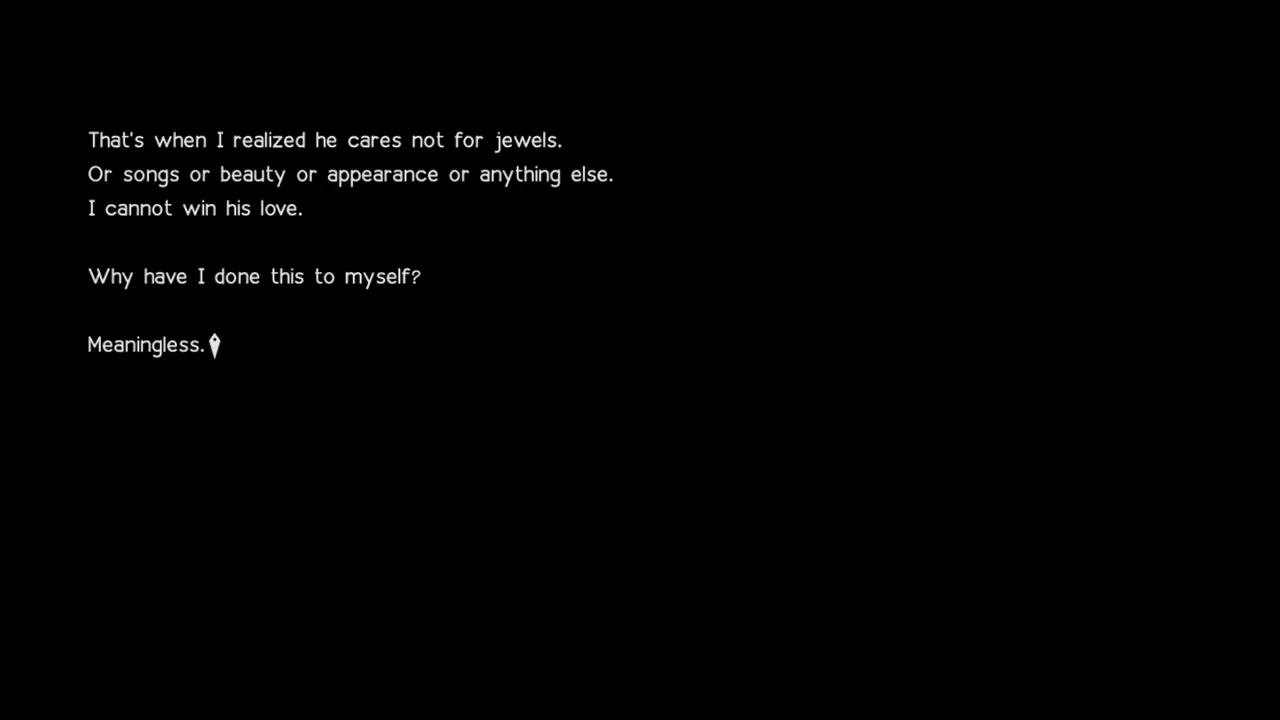 That's when I realized he cares not for jewels.
Or songs or beauty or appearance or anything else.
I cannot win his love.
Why have I done this to myself?
Meaningless.